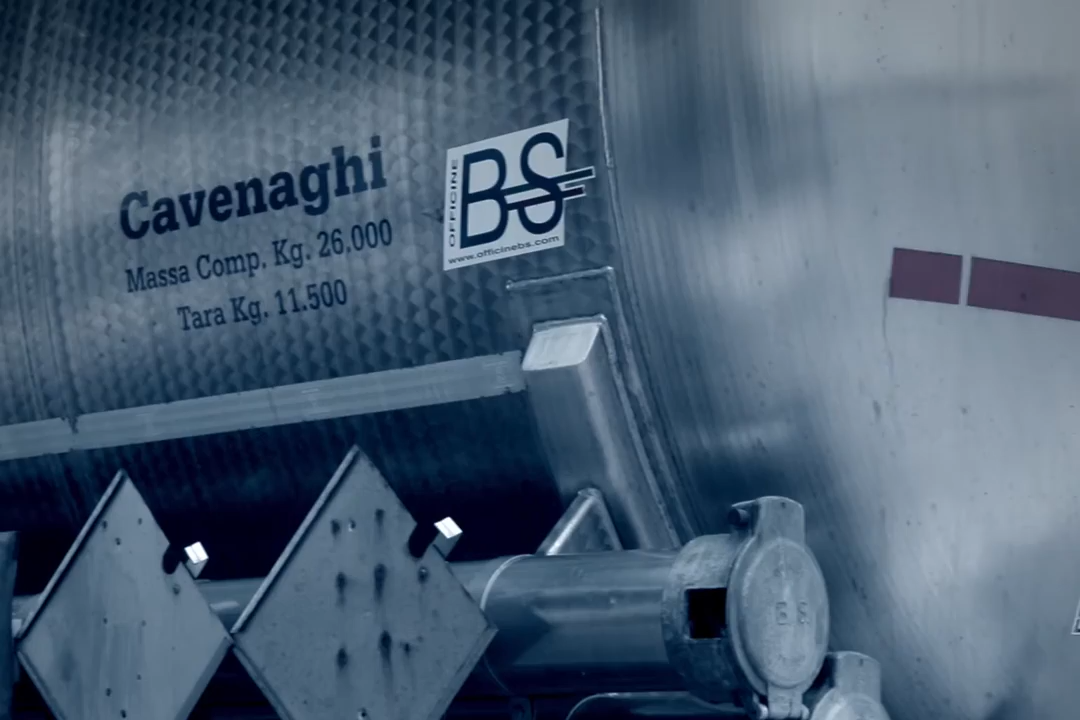 Cavenaghi
Massa Comp. Kg. 26.000
Tara Kg. 11.500
OFFICINE
BS
www.officinebs.com